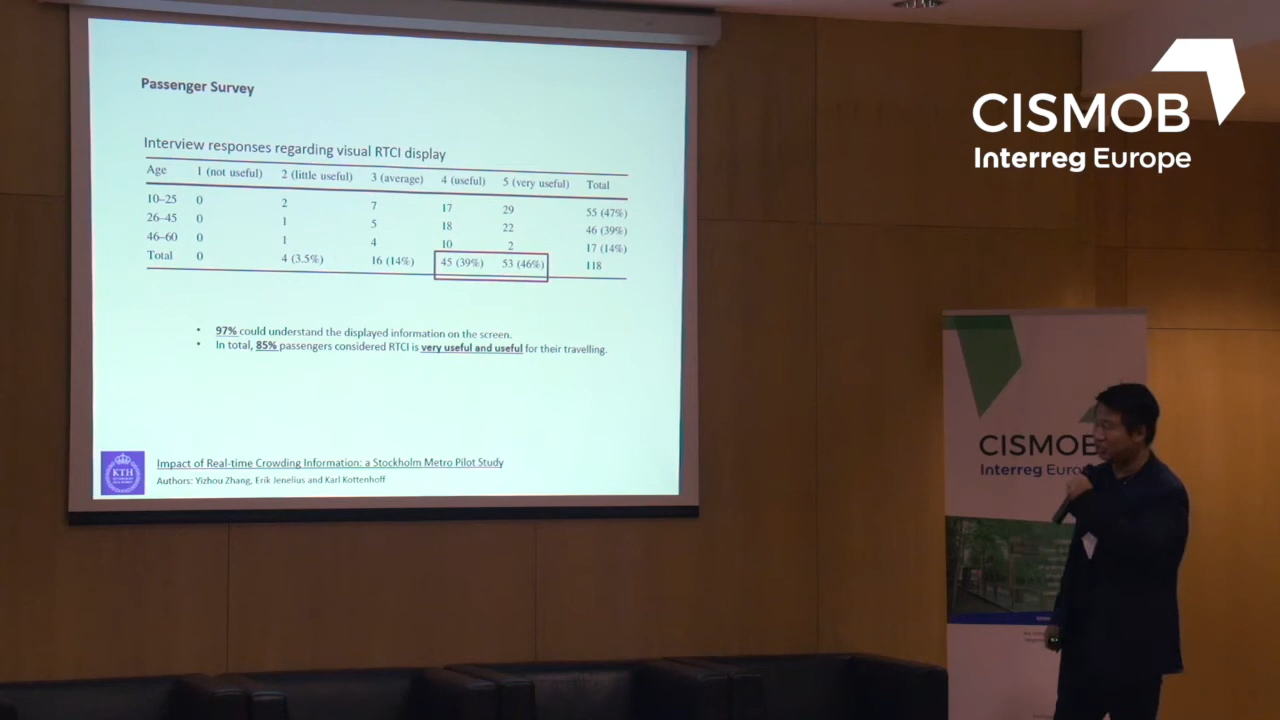 Passenger Survey
Interview responses regarding visual RTCI display
Age 1 (not useful) 2 (little useful) 3 (average) 4 (useful) 5 (very useful) Total
10–25 0 2 7 17 29 55 (47%)
26–45 0 1 5 18 22 46 (39%)
46–60 0 1 4 10 2 17 (14%)
Total 0 4 (3.5%) 16 (14%) 45 (39%) 53 (46%) 118
• 97% could understand the displayed information on the screen.
• In total, 85% passengers considered RTCI is very useful and useful for their travelling.
KTH
Impact of Real-time Crowding Information: a Stockholm Metro Pilot Study
Authors: Yizhou Zhang, Erik Jenelius and Karl Kottenhoff
CISMOB
Interreg Europe
CISMOB
Interreg Euro